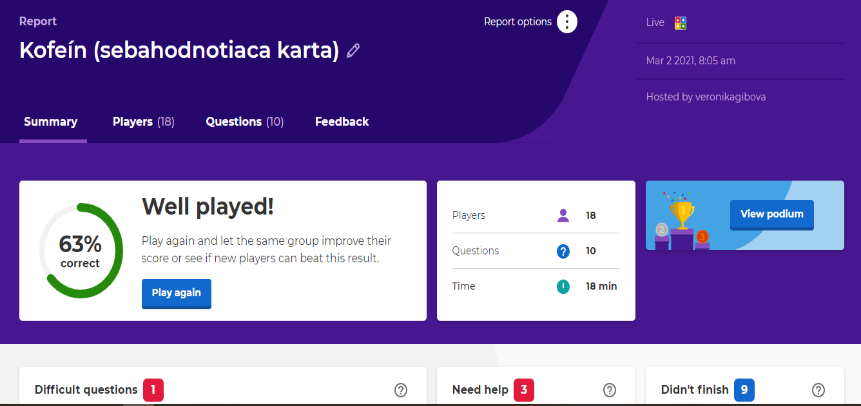 Report
Report options
Kofeín (sebahodnotiaca karta)
Live
Mar 2 2021, 8:05 am
Hosted by veronikagibova
Summary
Players (18)
Questions (10)
Feedback
63%
correct
Well played!
Play again and let the same group improve their
score or see if new players can beat this result.
Play again
Players 18
Questions ? 10
Time 18 min
2
3
View podium
Difficult questions 1 ?
Need help 3 ?
Didn't finish 9 ?